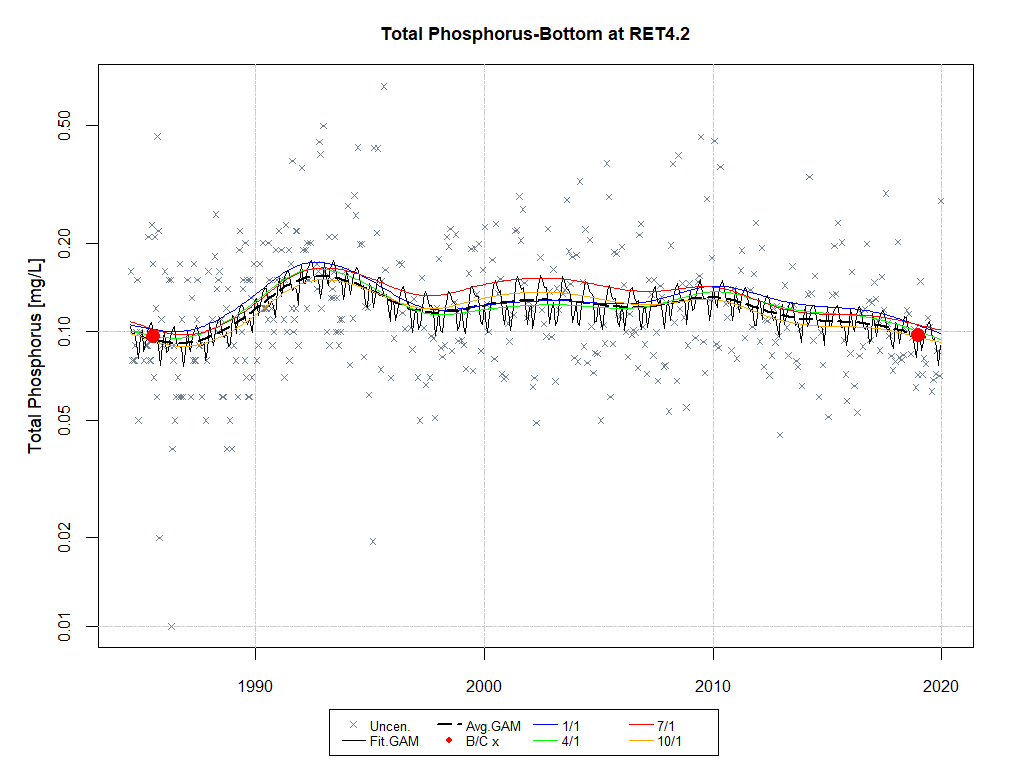 Total Phosphorus-Bottom at RET4.2
Total Phosphorus [mg/L]
0.50
0.20
0.10
0.05
0.02
0.01
1990 2000 2010 2020
Uncen. Avg.GAM 1/1 7/1
Fit.GAM B/C x 4/1 10/1